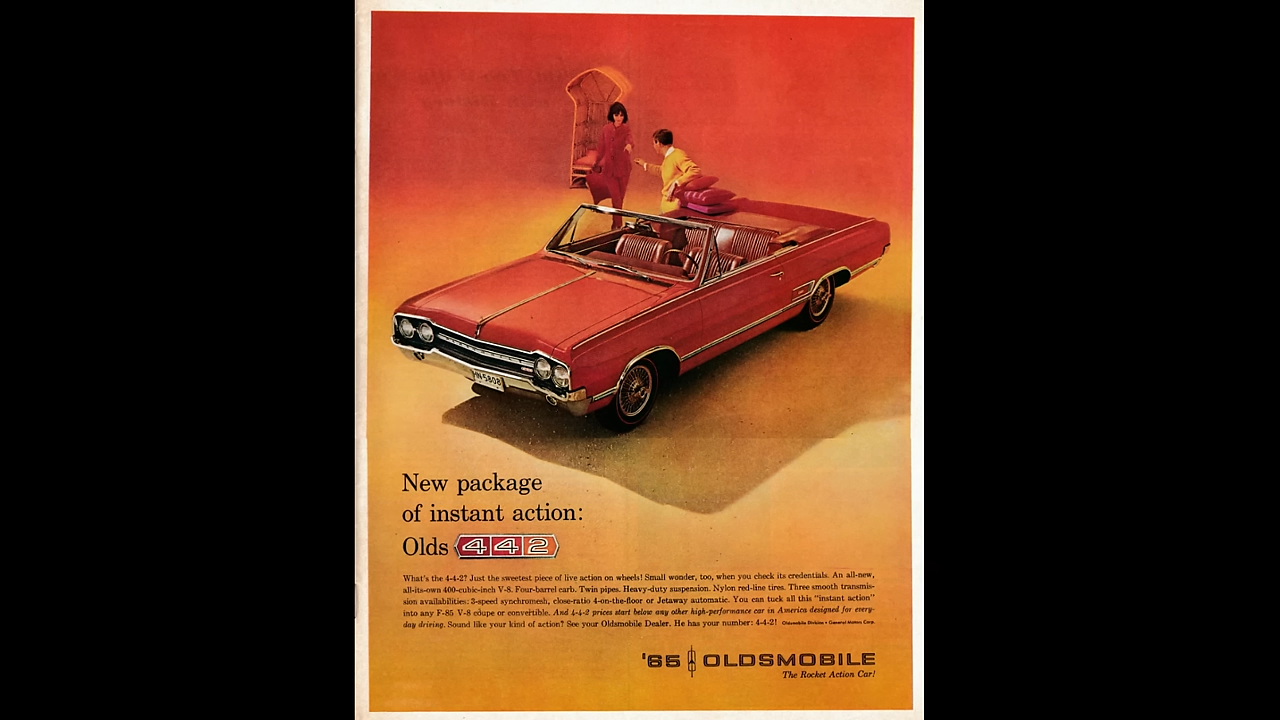 New package
of instant action:
Olds 442
What's the 4-4-2? Just the sweetest piece of live action on wheels! Small wonder, too, when you check its credentials. An all-new,
all-its-own 400-cubic-inch V-8. Four-barrel carb. Twin pipes. Heavy-duty suspension. Nylon red-line tires. Three smooth transmis-
sion availabilities: 3-speed synchromesh, close-ratio 4-on-the-floor or Jetaway automatic. You can tuck all this "instant action"
into any F-85 V-8 coupe or convertible. And 4-4-2 prices start below any other high-performance car in America designed for every-
day driving. Sound like your kind of action? See your Oldsmobile Dealer. He has your number: 4-4-2! Oldsmobile Division • General Motors Corp.
'65 OLDSMOBILE
The Rocket Action Car!